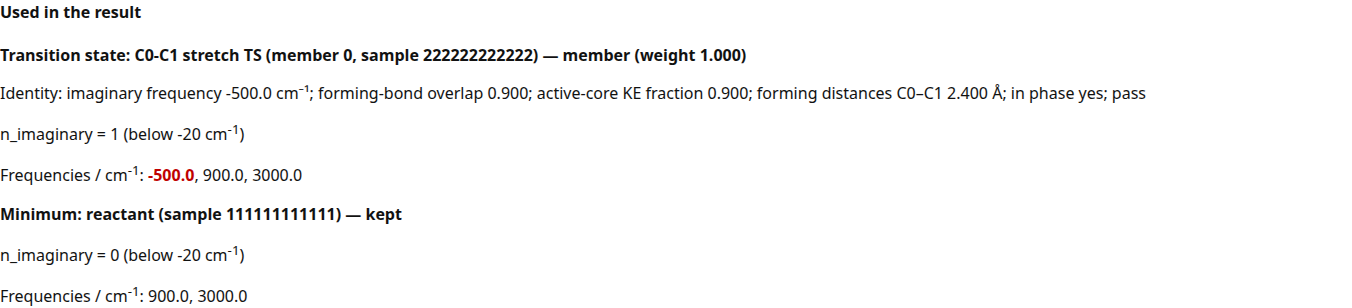 Used in the result
Transition state: C0-C1 stretch TS (member 0, sample 222222222222) — member (weight 1.000)
Identity: imaginary frequency -500.0 cm⁻¹; forming-bond overlap 0.900; active-core KE fraction 0.900; forming distances C0–C1 2.400 Å; in phase yes; pass
n_imaginary = 1 (below -20 cm⁻¹)
Frequencies / cm⁻¹: -500.0, 900.0, 3000.0
Minimum: reactant (sample 111111111111) — kept
n_imaginary = 0 (below -20 cm⁻¹)
Frequencies / cm⁻¹: 900.0, 3000.0